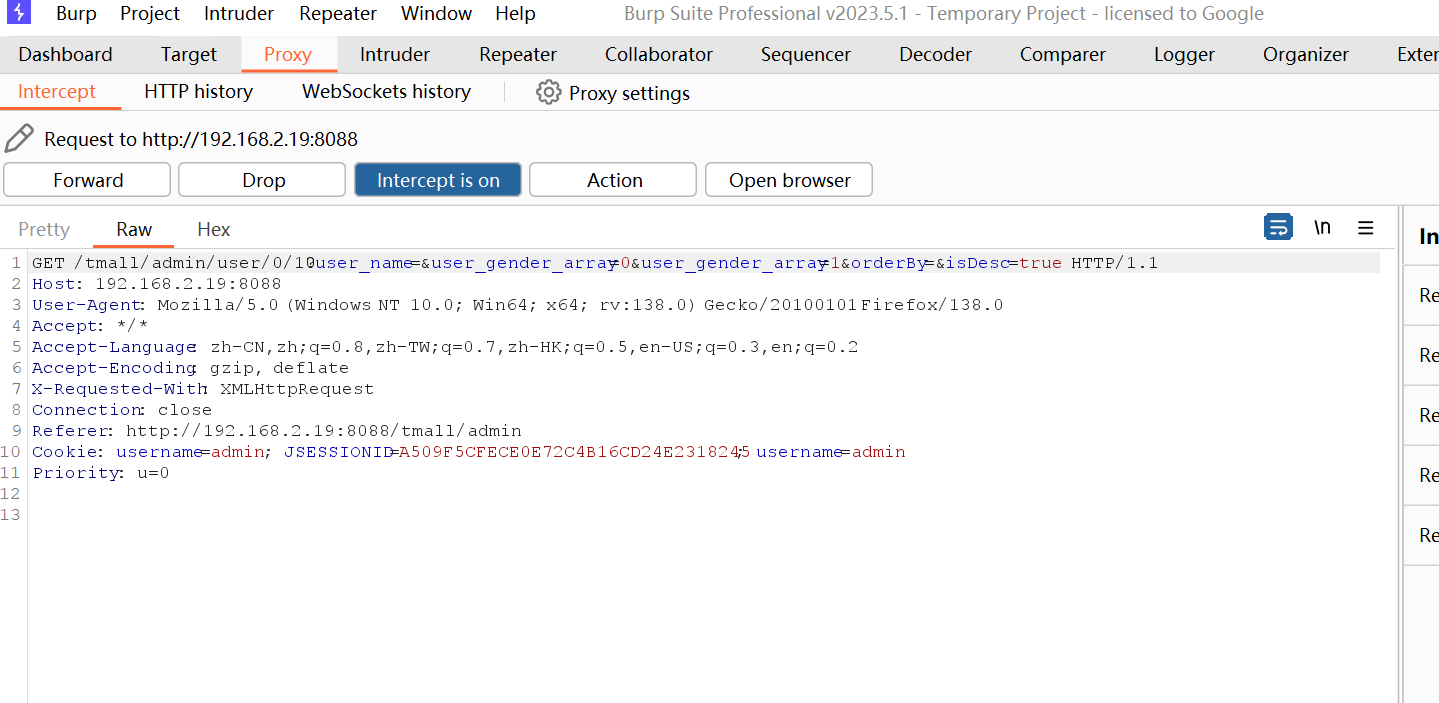 Burp Project Intruder Repeater Window Help Burp Suite Professional v2023.5.1 - Temporary Project - licensed to Google
Dashboard Target Proxy Intruder Repeater Collaborator Sequencer Decoder Comparer Logger Organizer Exter
Intercept HTTP history WebSockets history Proxy settings
Request to http://192.168.2.19:8088
Forward Drop Intercept is on Action Open browser
Pretty Raw Hex \n In
1 GET /tmall/admin/user/0/10?user_name=&user_gender_array=0&user_gender_array=1&orderBy=&isDesc=true HTTP/1.1
2 Host: 192.168.2.19:8088
3 User-Agent: Mozilla/5.0 (Windows NT 10.0; Win64; x64; rv:138.0) Gecko/20100101 Firefox/138.0
4 Accept: */*
5 Accept-Language: zh-CN,zh;q=0.8,zh-TW;q=0.7,zh-HK;q=0.5,en-US;q=0.3,en;q=0.2
6 Accept-Encoding: gzip, deflate
7 X-Requested-With: XMLHttpRequest
8 Connection: close
9 Referer: http://192.168.2.19:8088/tmall/admin
10 Cookie: username=admin; JSESSIONID=A509F5CFECE0E72C4B16CD24E2318245; username=admin
11 Priority: u=0
12
13
Re
Re
Re
Re
Re